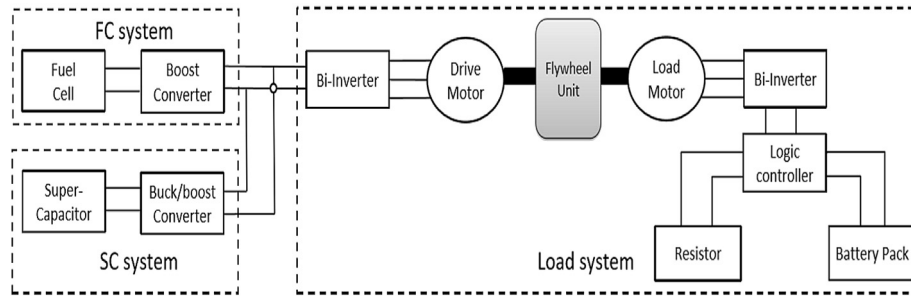 FC system
Fuel
Cell
Boost
Converter
Super-
Capacitor
Buck/boost
Converter
SC system
Bi-Inverter
Drive
Motor
Flywheel
Unit
Load
Motor
Bi-Inverter
Logic
controller
Resistor
Battery Pack
Load system